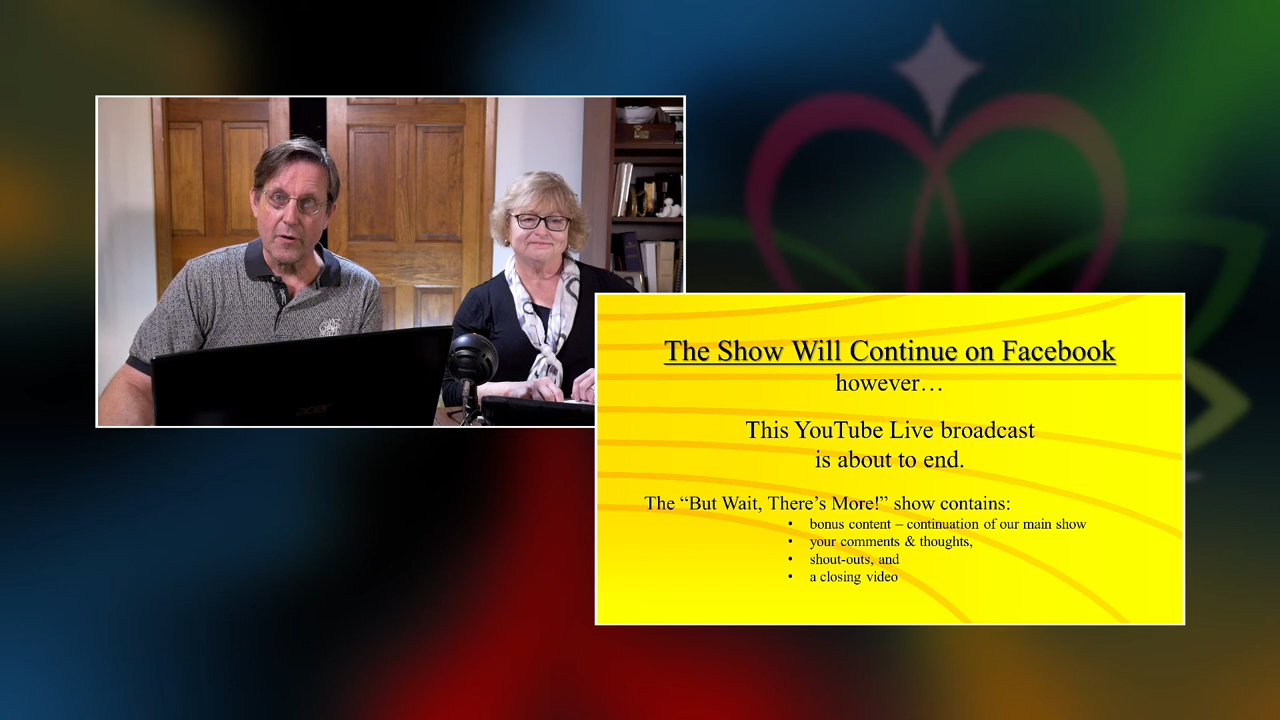 acer
The Show Will Continue on Facebook
however…
This YouTube Live broadcast
is about to end.
The “But Wait, There’s More!” show contains:
• bonus content – continuation of our main show
• your comments & thoughts,
• shout-outs, and
• a closing video